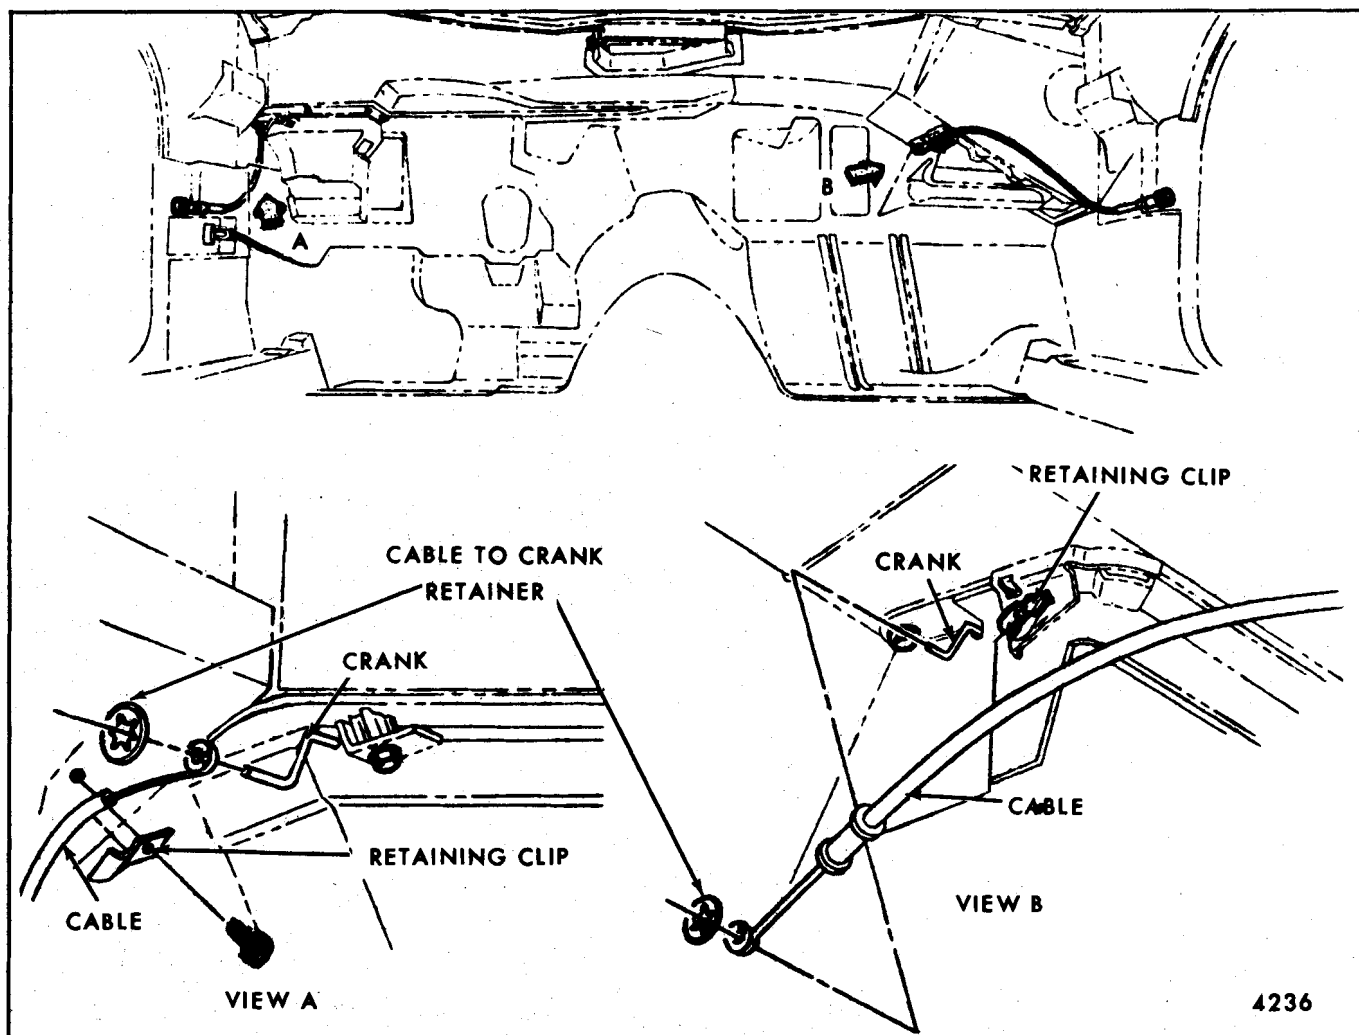 B
A
RETAINING CLIP
CABLE TO CRANK
RETAINER
CRANK
CRANK
CABLE
RETAINING CLIP
CABLE
VIEW B
VIEW A
4236